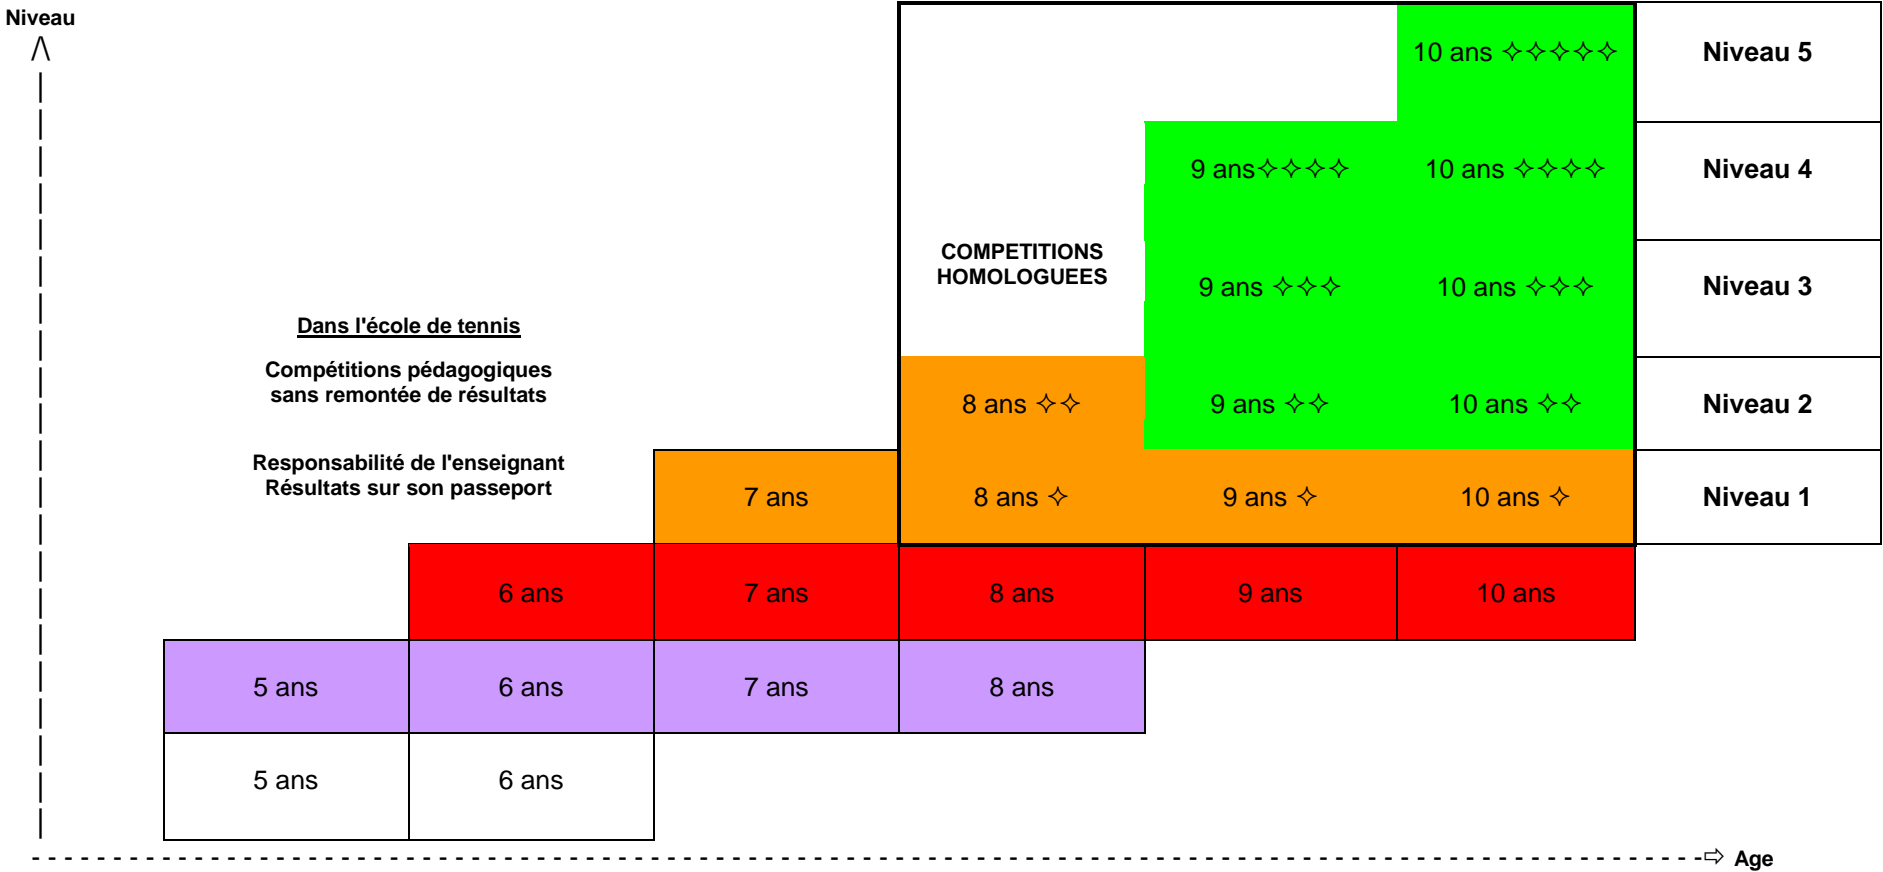 Niveau
10 ans ✧✧✧✧✧ Niveau 5
9 ans✧✧✧✧ 10 ans ✧✧✧✧ Niveau 4
COMPETITIONS
HOMOLOGUEES
9 ans ✧✧✧ 10 ans ✧✧✧ Niveau 3
Dans l'école de tennis
Compétitions pédagogiques
sans remontée de résultats
8 ans ✧✧ 9 ans ✧✧ 10 ans ✧✧ Niveau 2
Responsabilité de l'enseignant
Résultats sur son passeport
7 ans 8 ans ✧ 9 ans ✧ 10 ans ✧ Niveau 1
6 ans 7 ans 8 ans 9 ans 10 ans
5 ans 6 ans 7 ans 8 ans
5 ans 6 ans
Age